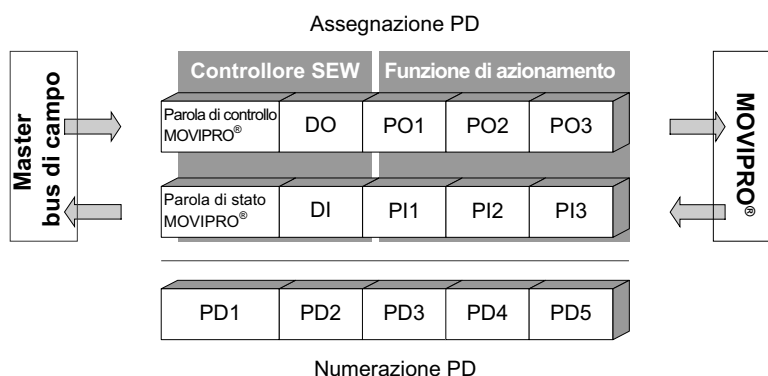 Assegnazione PD
Master
bus di campo
Controllore SEW
Funzione di azionamento
Parola di controllo
MOVIPRO®
DO
PO1
PO2
PO3
Parola di stato
MOVIPRO®
DI
PI1
PI2
PI3
MOVIPRO®
PD1
PD2
PD3
PD4
PD5
Numerazione PD